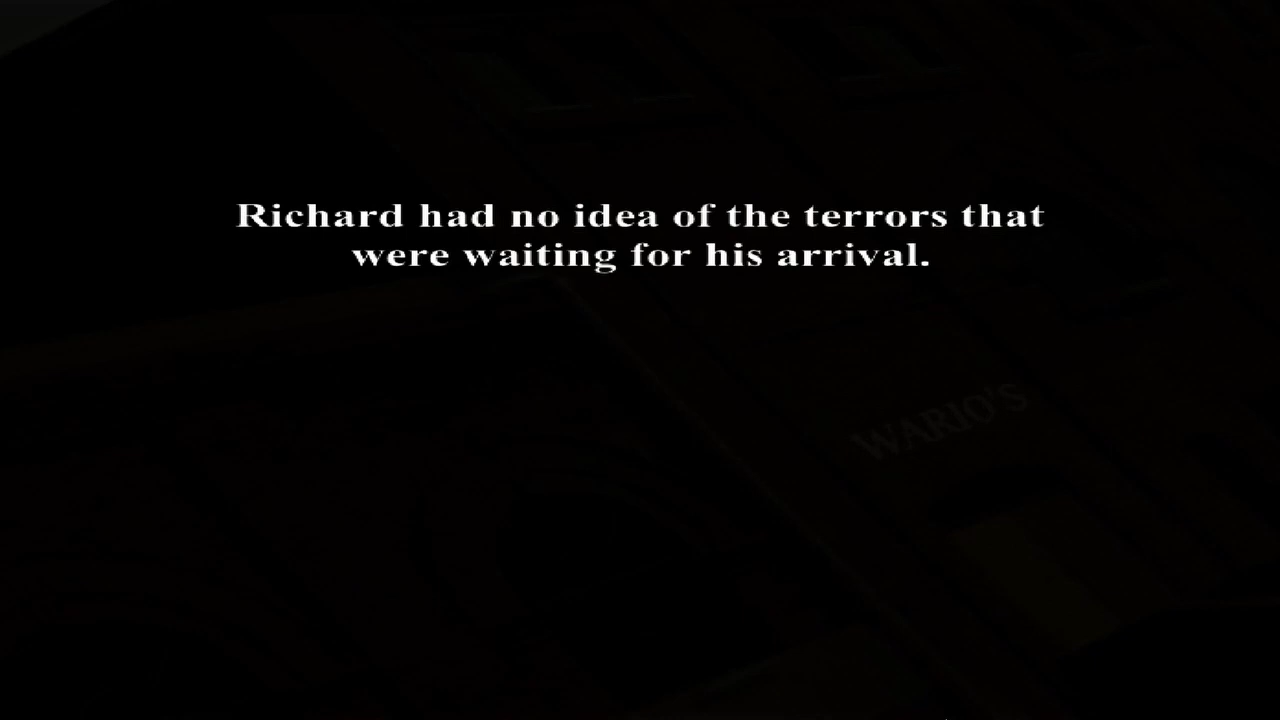 Richard had no idea of the terrors that
were waiting for his arrival.
WARIO'S